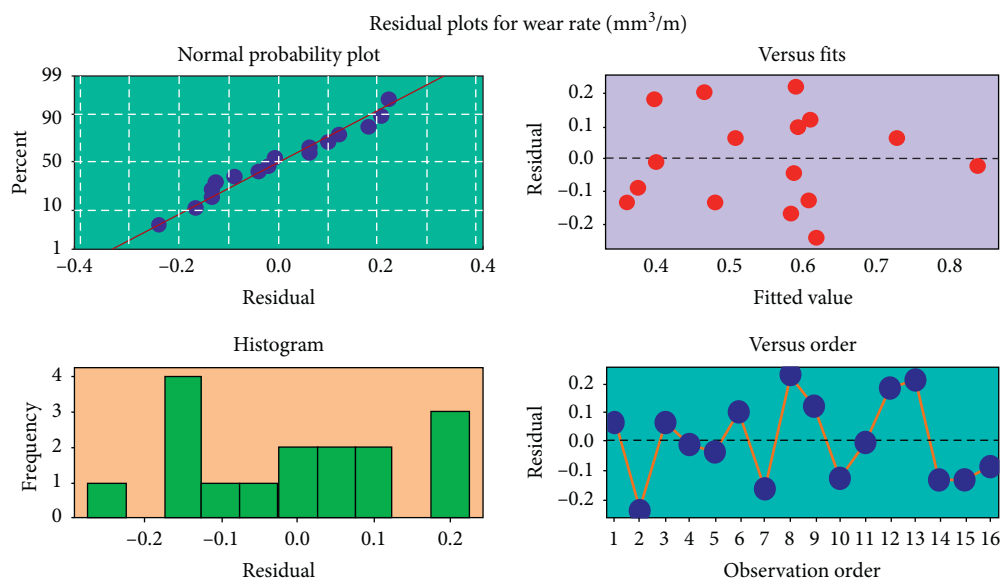 Residual plots for wear rate (mm³/m)
Normal probability plot
99
90
50
10
1
Percent
−0.4 −0.2 0.0 0.2 0.4
Residual
Versus fits
0.2
0.1
0.0
−0.1
−0.2
Residual
0.4 0.5 0.6 0.7 0.8
Fitted value
Histogram
4
3
2
1
0
Frequency
−0.2 −0.1 0.0 0.1 0.2
Residual
Versus order
0.2
0.1
0.0
−0.1
−0.2
Residual
1 2 3 4 5 6 7 8 9 10 11 12 13 14 15 16
Observation order